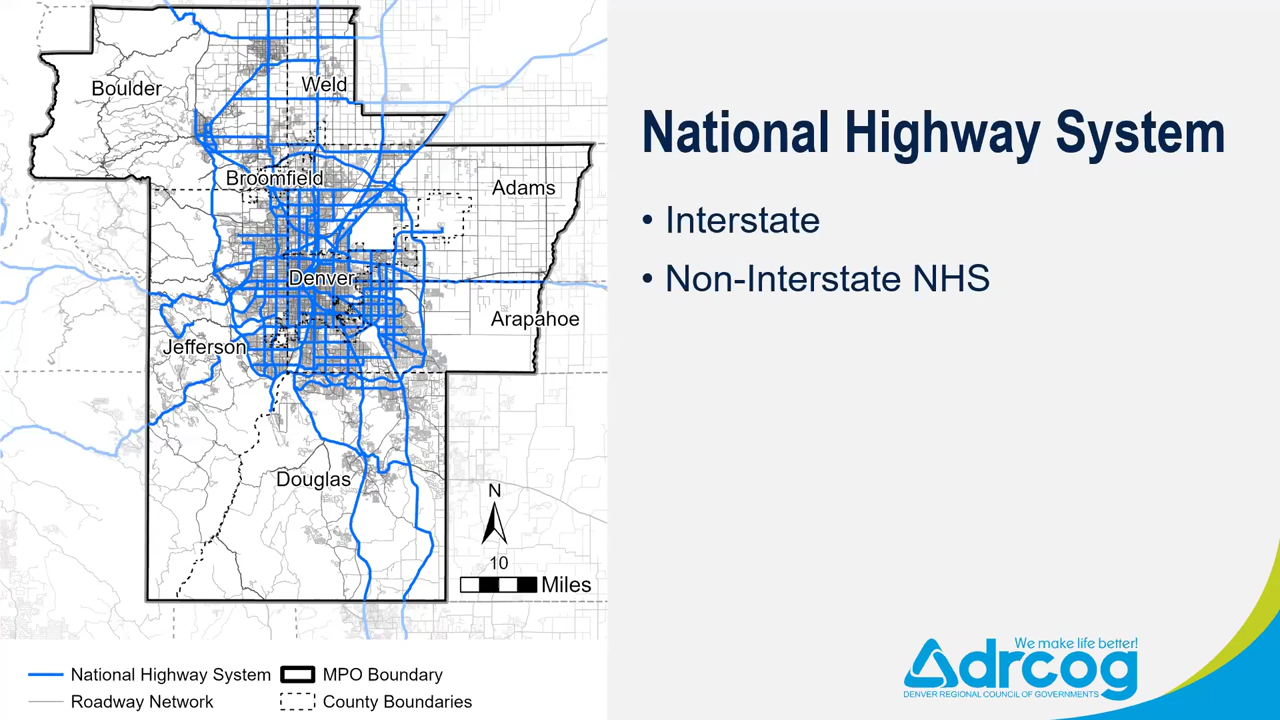 Boulder
Weld
Broomfield
Adams
Denver
Arapahoe
Jefferson
Douglas
N
10
Miles
National Highway System
MPO Boundary
Roadway Network
County Boundaries
National Highway System
• Interstate
• Non-Interstate NHS
We make life better!
drcog
DENVER REGIONAL COUNCIL OF GOVERNMENTS